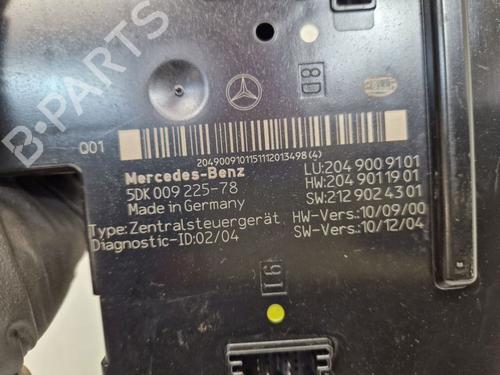 B-PARTS
8D
001
2049009101151112013498(4)
Mercedes-Benz
5DK 009 225-78
Made in Germany
Type:Zentralsteuergerät
Diagnostic-ID:02/04
LU:204 900 9101
HW:204 901 19 01
SW:212 902 43 01
HW-Vers:10/09/00
SW-Vers:10/12/04
91